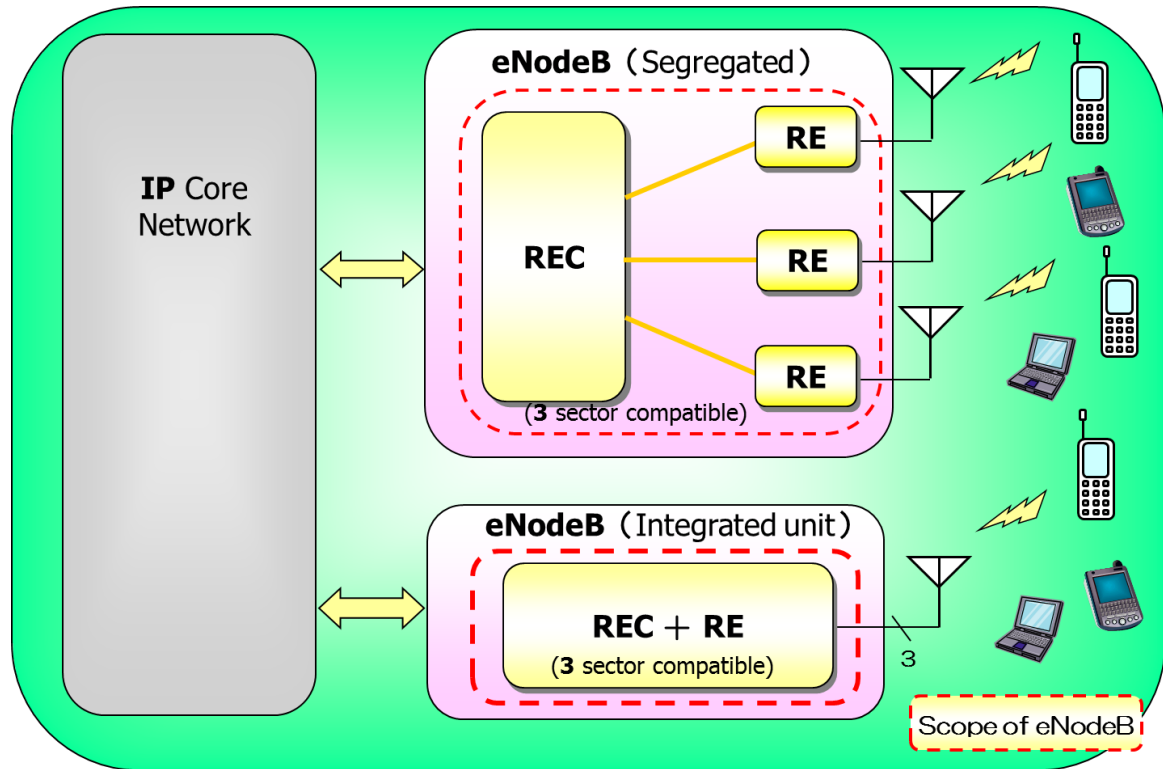 IP Core
Network
eNodeB（Segregated）
REC
RE
RE
RE
(3 sector compatible)
eNodeB（Integrated unit）
REC＋RE
(3 sector compatible)
3
Scope of eNodeB